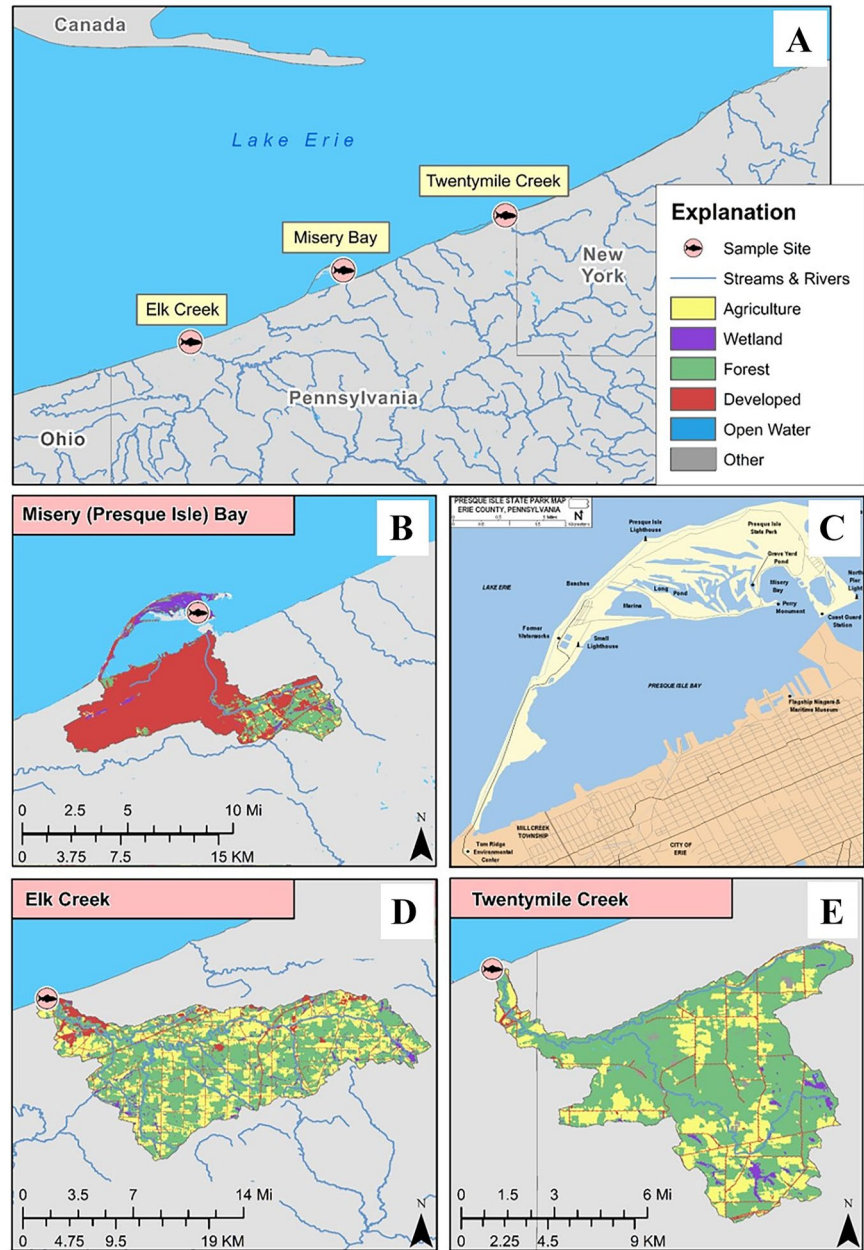 Canada
A
Lake Erie
Twentymile Creek
Misery Bay
Elk Creek
New
York
Pennsylvania
Ohio
Explanation
Sample Site
Streams & Rivers
Agriculture
Wetland
Forest
Developed
Open Water
Other
Misery (Presque Isle) Bay
B
0 2.5 5 10 Mi
0 3.75 7.5 15 KM
N
PRESQUE ISLE STATE PARK MAP
ERIE COUNTY, PENNSYLVANIA
N
C
Presque Isle
Lighthouse
Presque Isle
State Park
Grave Yard
Pond
LAKE ERIE
Beaches
Long
Pond
Misery
Bay
North
Pier
Light
Marina
Perry
Monument
Coast Guard
Station
Former
Waterworks
Small
Lighthouse
PRESQUE ISLE BAY
Flagship Niagara &
Maritime Museum
MILLCREEK
TOWNSHIP
Tom Ridge
Environmental
Center
CITY OF
ERIE
Elk Creek
D
0 3.5 7 14 Mi
0 4.75 9.5 19 KM
N
Twentymile Creek
E
0 1.5 3 6 Mi
0 2.25 4.5 9 KM
N